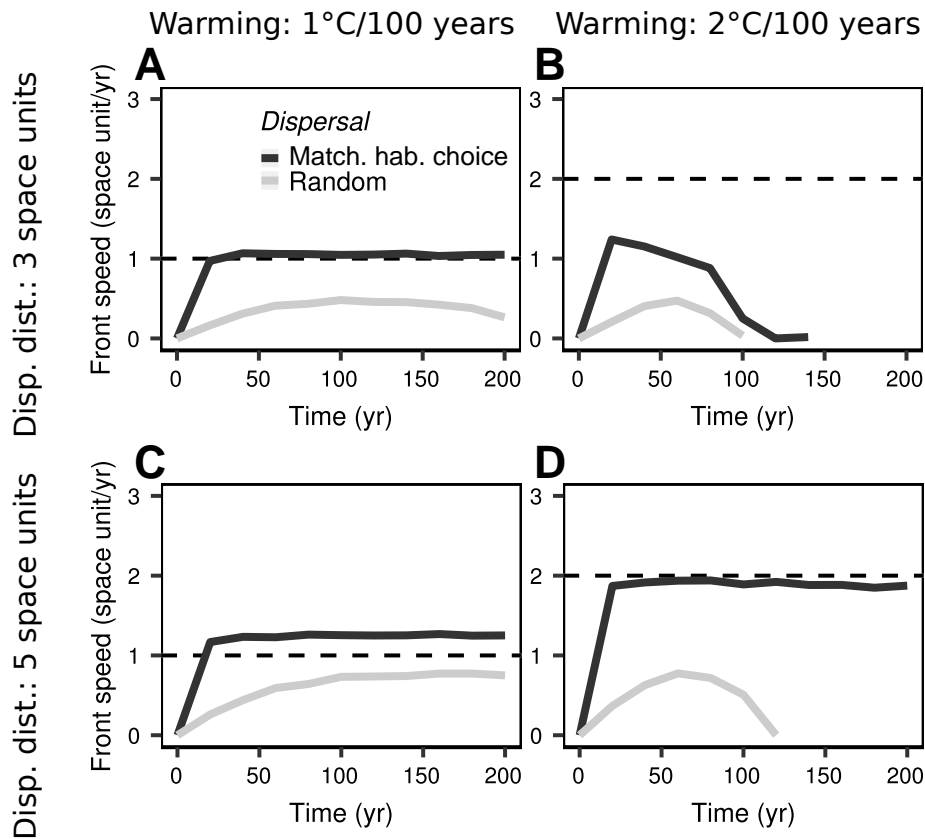 Warming: 1°C/100 years
Warming: 2°C/100 years
Disp. dist.: 3 space units
A
Front speed (space unit/yr)
3
2
1
0
Dispersal
Match. hab. choice
Random
0 50 100 150 200
Time (yr)
B
3
2
1
0
0 50 100 150 200
Time (yr)
Disp. dist.: 5 space units
C
Front speed (space unit/yr)
3
2
1
0
0 50 100 150 200
Time (yr)
D
3
2
1
0
0 50 100 150 200
Time (yr)